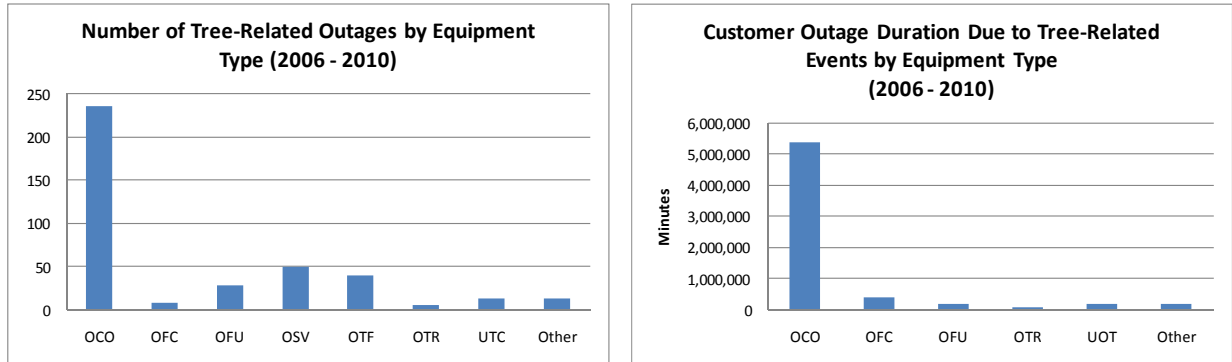 Number of Tree-Related Outages by Equipment
Type (2006 - 2010)
250
200
150
100
50
0
OCO OFC OFU OSV OTF OTR UTC Other
Customer Outage Duration Due to Tree-Related
Events by Equipment Type
(2006 - 2010)
Minutes
6,000,000
5,000,000
4,000,000
3,000,000
2,000,000
1,000,000
0
OCO OFC OFU OTR UOT Other